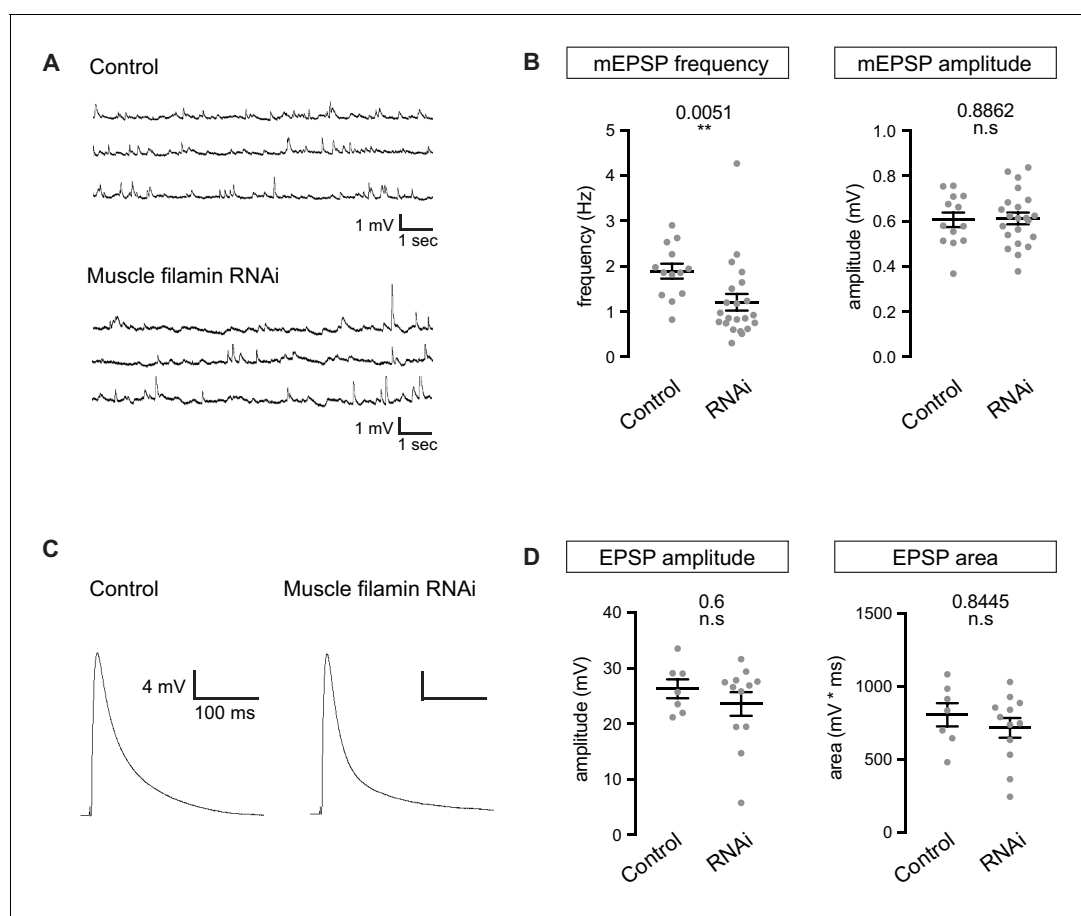 A
Control
1 mV
1 sec
Muscle filamin RNAi
1 mV
1 sec
B
mEPSP frequency
0.0051
**
5
4
3
2
1
0
frequency (Hz)
Control
RNAi
mEPSP amplitude
0.8862
n.s
1.0
0.8
0.6
0.4
0.2
0.0
amplitude (mV)
Control
RNAi
C
Control
Muscle filamin RNAi
4 mV
100 ms
D
EPSP amplitude
0.6
n.s
40
30
20
10
0
amplitude (mV)
Control
RNAi
EPSP area
0.8445
n.s
1500
1000
500
0
area (mV * ms)
Control
RNAi